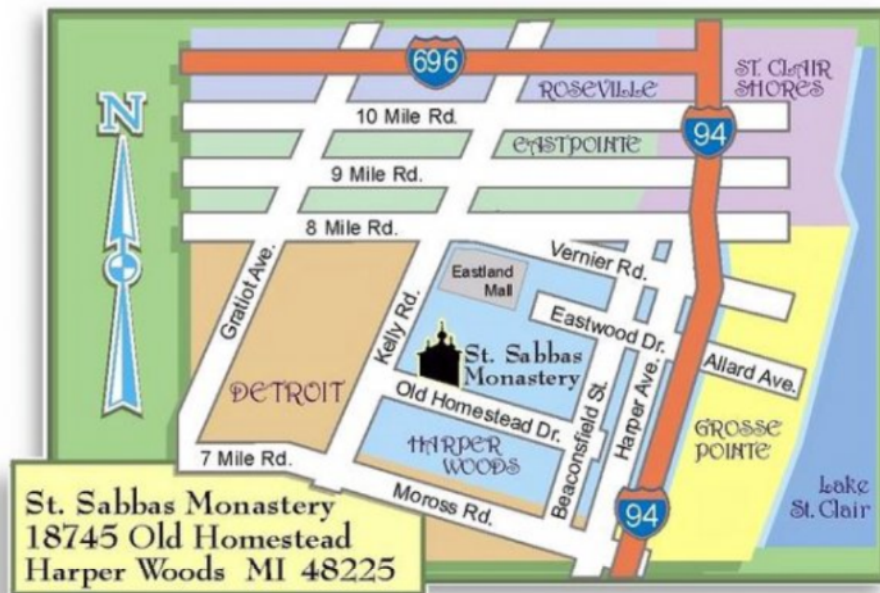 696
ROSEVILLE
ST. CLAIR
SHORES
N
10 Mile Rd.
94
EASTPOINTE
9 Mile Rd.
8 Mile Rd.
Vernier Rd.
Eastland
Mall
Gratiot Ave.
Kelly Rd.
Eastwood Dr.
St. Sabbas
Monastery
Allard Ave.
DETROIT
Old Homestead Dr.
Beaconsfield St.
Harper Ave.
GROSSE
POINTE
HARPER
WOODS
7 Mile Rd.
Moross Rd.
94
Lake
St. Clair
St. Sabbas Monastery
18745 Old Homestead
Harper Woods MI 48225